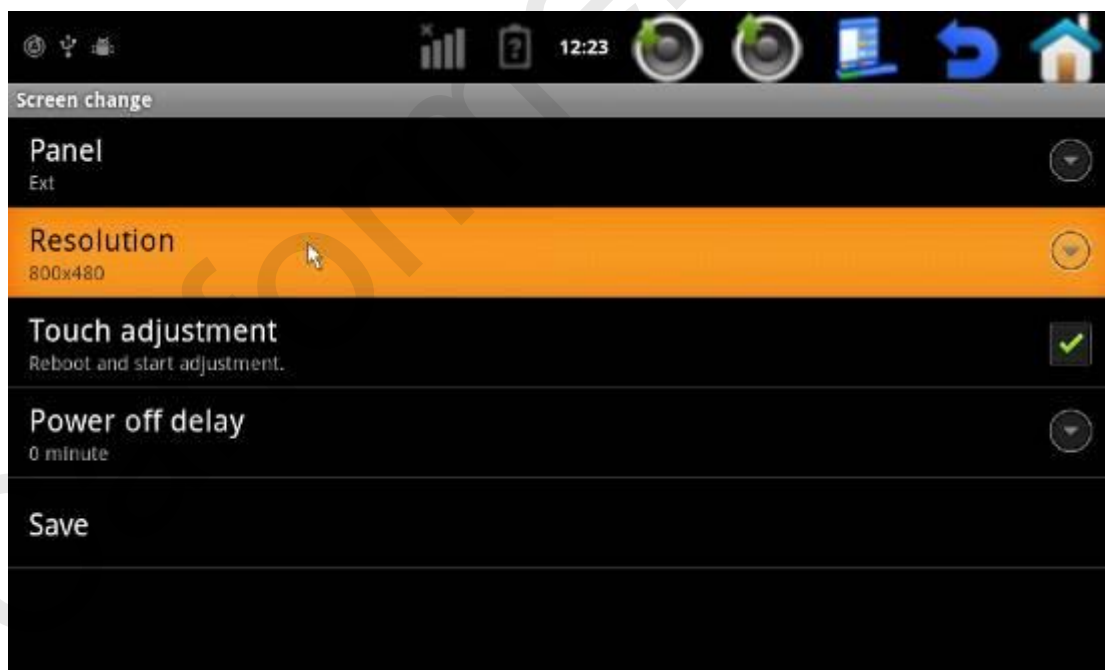 12:23
Screen change
Panel
Ext
Resolution
800x480
Touch adjustment
Reboot and start adjustment.
Power off delay
0 minute
Save